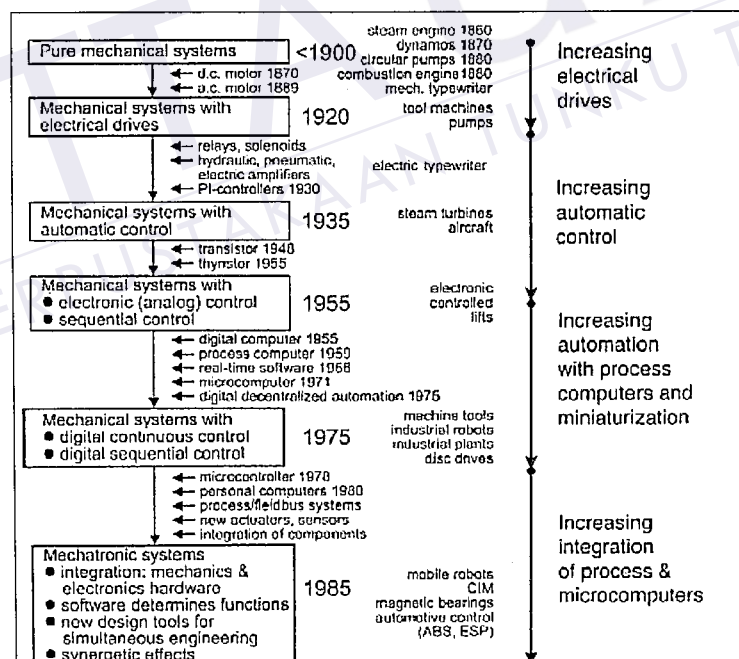 Pure mechanical systems
<1900
steam engine 1860
dynamos 1870
circular pumps 1880
combustion engine1880
mech. typewriter
Increasing
electrical
drives
d.c. motor 1870
a.c. motor 1889
Mechanical systems with
electrical drives
1920
tool machines
pumps
relays, solenoids
hydraulic, pneumatic,
electric amplifiers
PI-controllers 1930
electric typewriter
Increasing
automatic
control
Mechanical systems with
automatic control
1935
steam turbines
aircraft
transistor 1948
thyristor 1955
Mechanical systems with
● electronic (analog) control
● sequential control
1955
electronic
controlled
lifts
Increasing
automation
with process
computers and
miniaturization
digital computer 1955
process computer 1959
real-time software 1968
microcomputer 1971
digital decentralized automation 1975
Mechanical systems with
● digital continuous control
● digital sequential control
1975
machine tools
industrial robots
industrial plants
disc drives
microcontroller 1978
personal computers 1980
process/fieldbus systems
new actuators, sensors
integration of components
Increasing
integration
of process &
microcomputers
Mechatronic systems
● integration: mechanics &
electronics hardware
● software determines functions
● new design tools for
simultaneous engineering
● synergetic effects
1985
mobile robots
CIM
magnetic bearings
automotive control
(ABS, ESP)
PERPUSTAKAAN TUNKU T